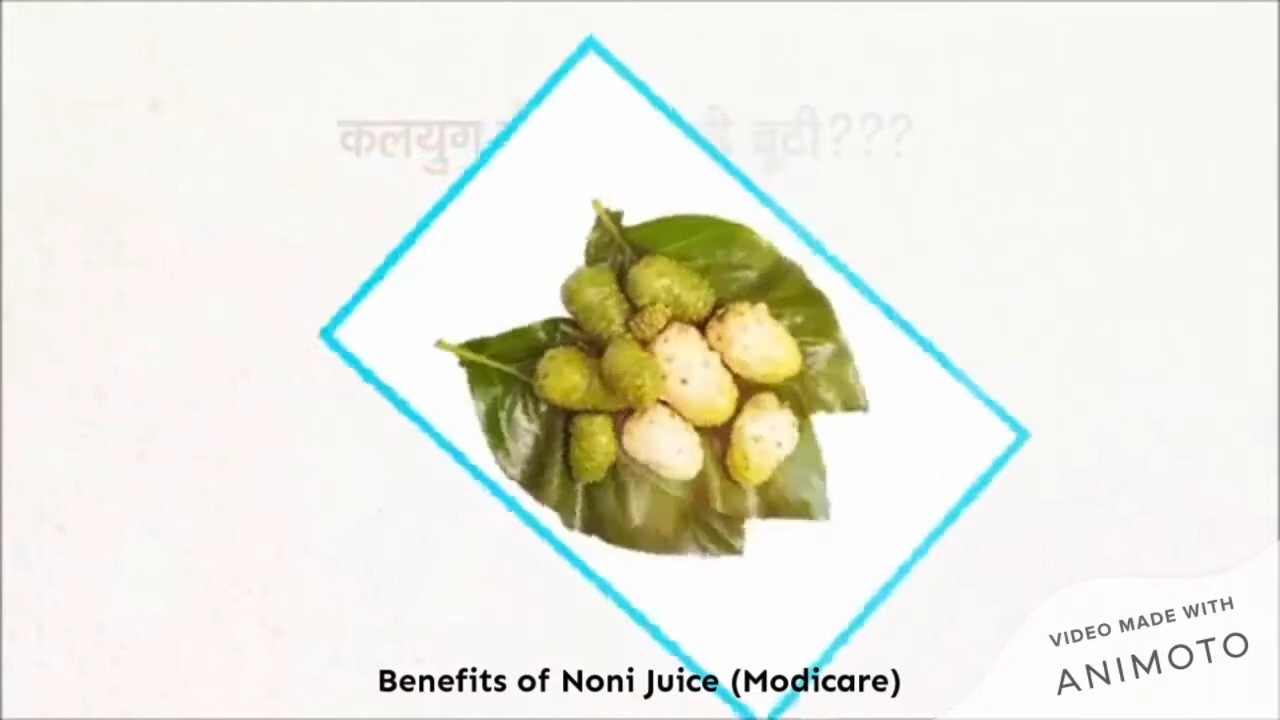 कलयुग बूटी???
Benefits of Noni Juice (Modicare)
VIDEO MADE WITH
ANIMOTO